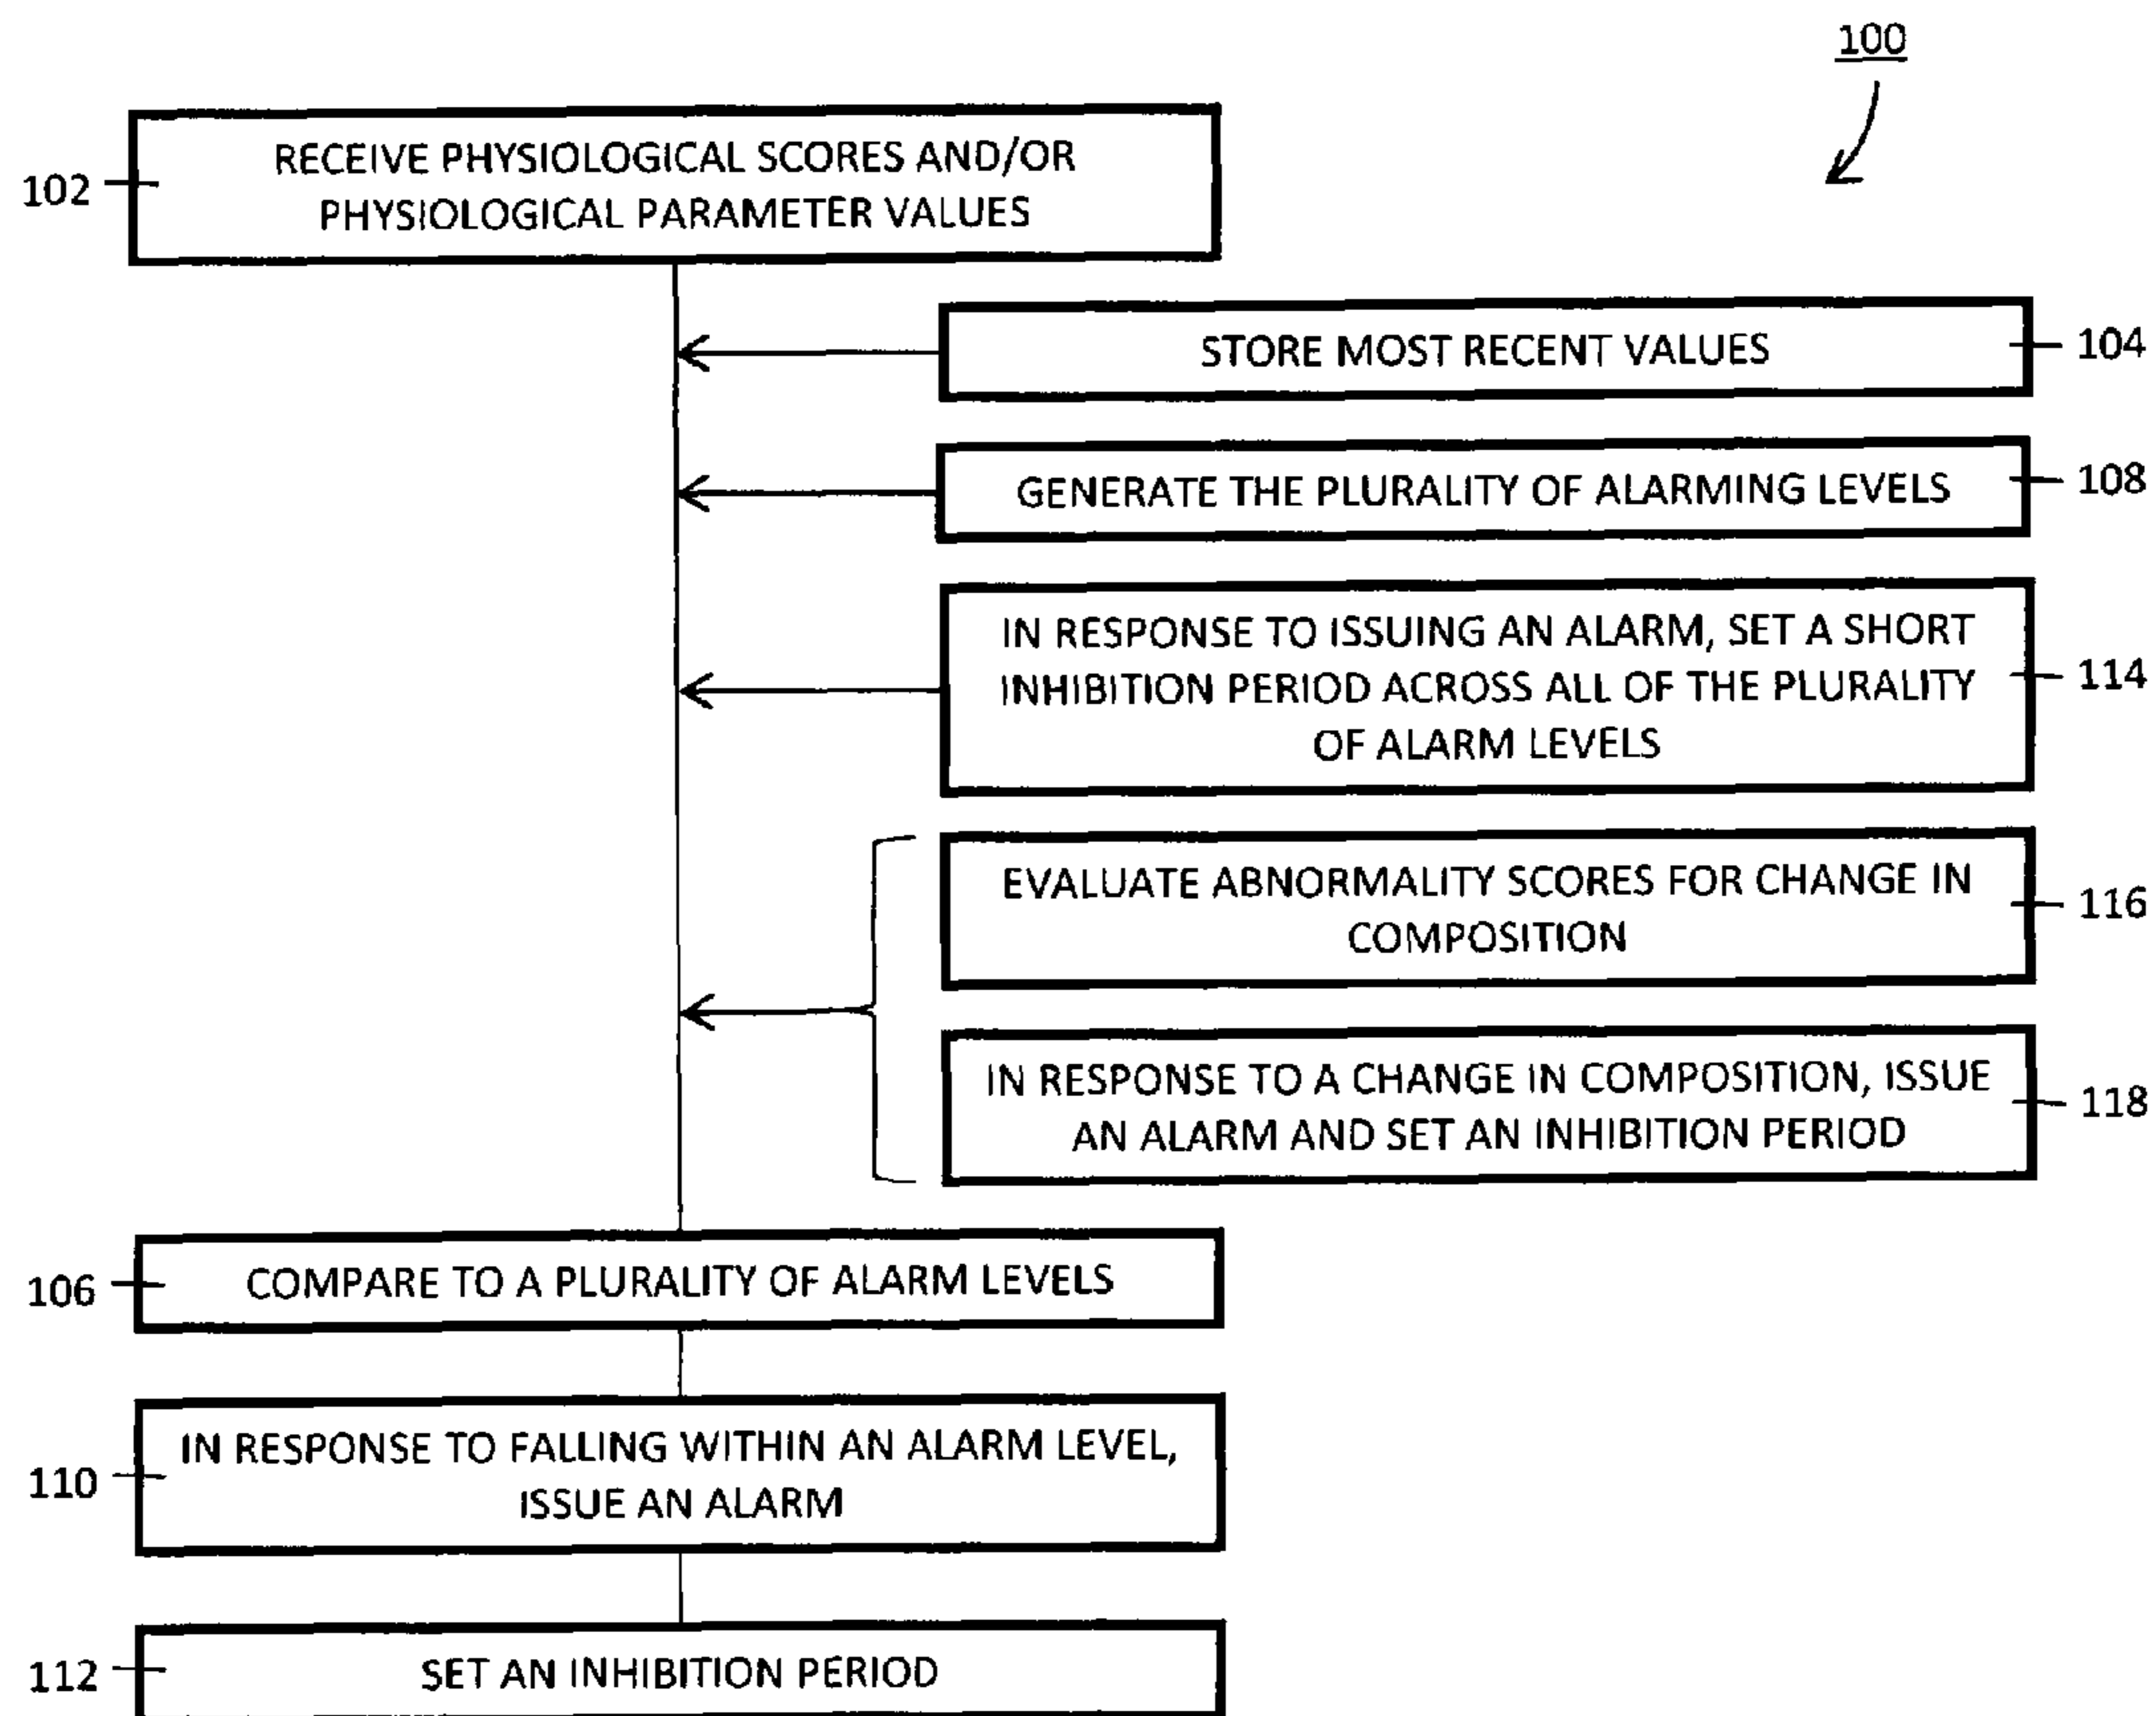 100
RECEIVE PHYSIOLOGICAL SCORES AND/OR
PHYSIOLOGICAL PARAMETER VALUES
102
STORE MOST RECENT VALUES
104
GENERATE THE PLURALITY OF ALARMING LEVELS
108
IN RESPONSE TO ISSUING AN ALARM, SET A SHORT
INHIBITION PERIOD ACROSS ALL OF THE PLURALITY
OF ALARM LEVELS
114
EVALUATE ABNORMALITY SCORES FOR CHANGE IN
COMPOSITION
116
IN RESPONSE TO A CHANGE IN COMPOSITION, ISSUE
AN ALARM AND SET AN INHIBITION PERIOD
118
COMPARE TO A PLURALITY OF ALARM LEVELS
106
IN RESPONSE TO FALLING WITHIN AN ALARM LEVEL,
ISSUE AN ALARM
110
SET AN INHIBITION PERIOD
112